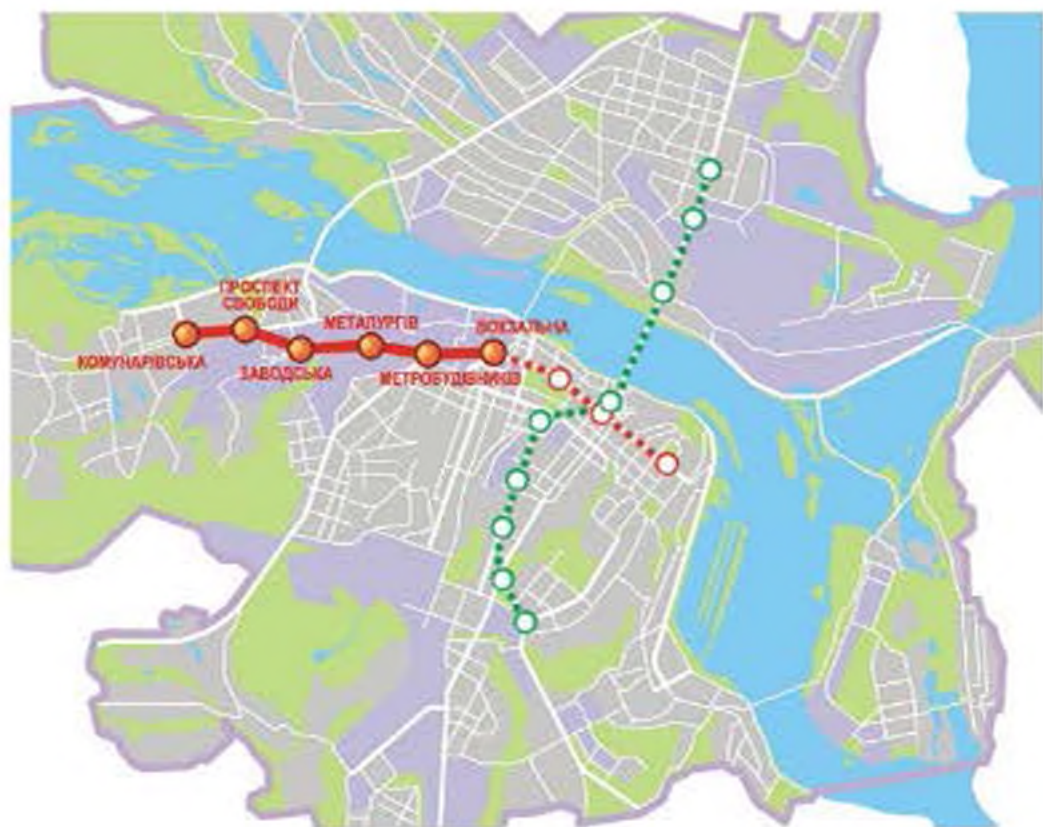 ПРОСПЕКТ
СВОБОДИ
МЕТАЛУРГІВ
ВОКЗАЛЬНА
КОМУНАРІВСЬКА
ЗАВОДСЬКА
МЕТРОБУДІВНИКІВ